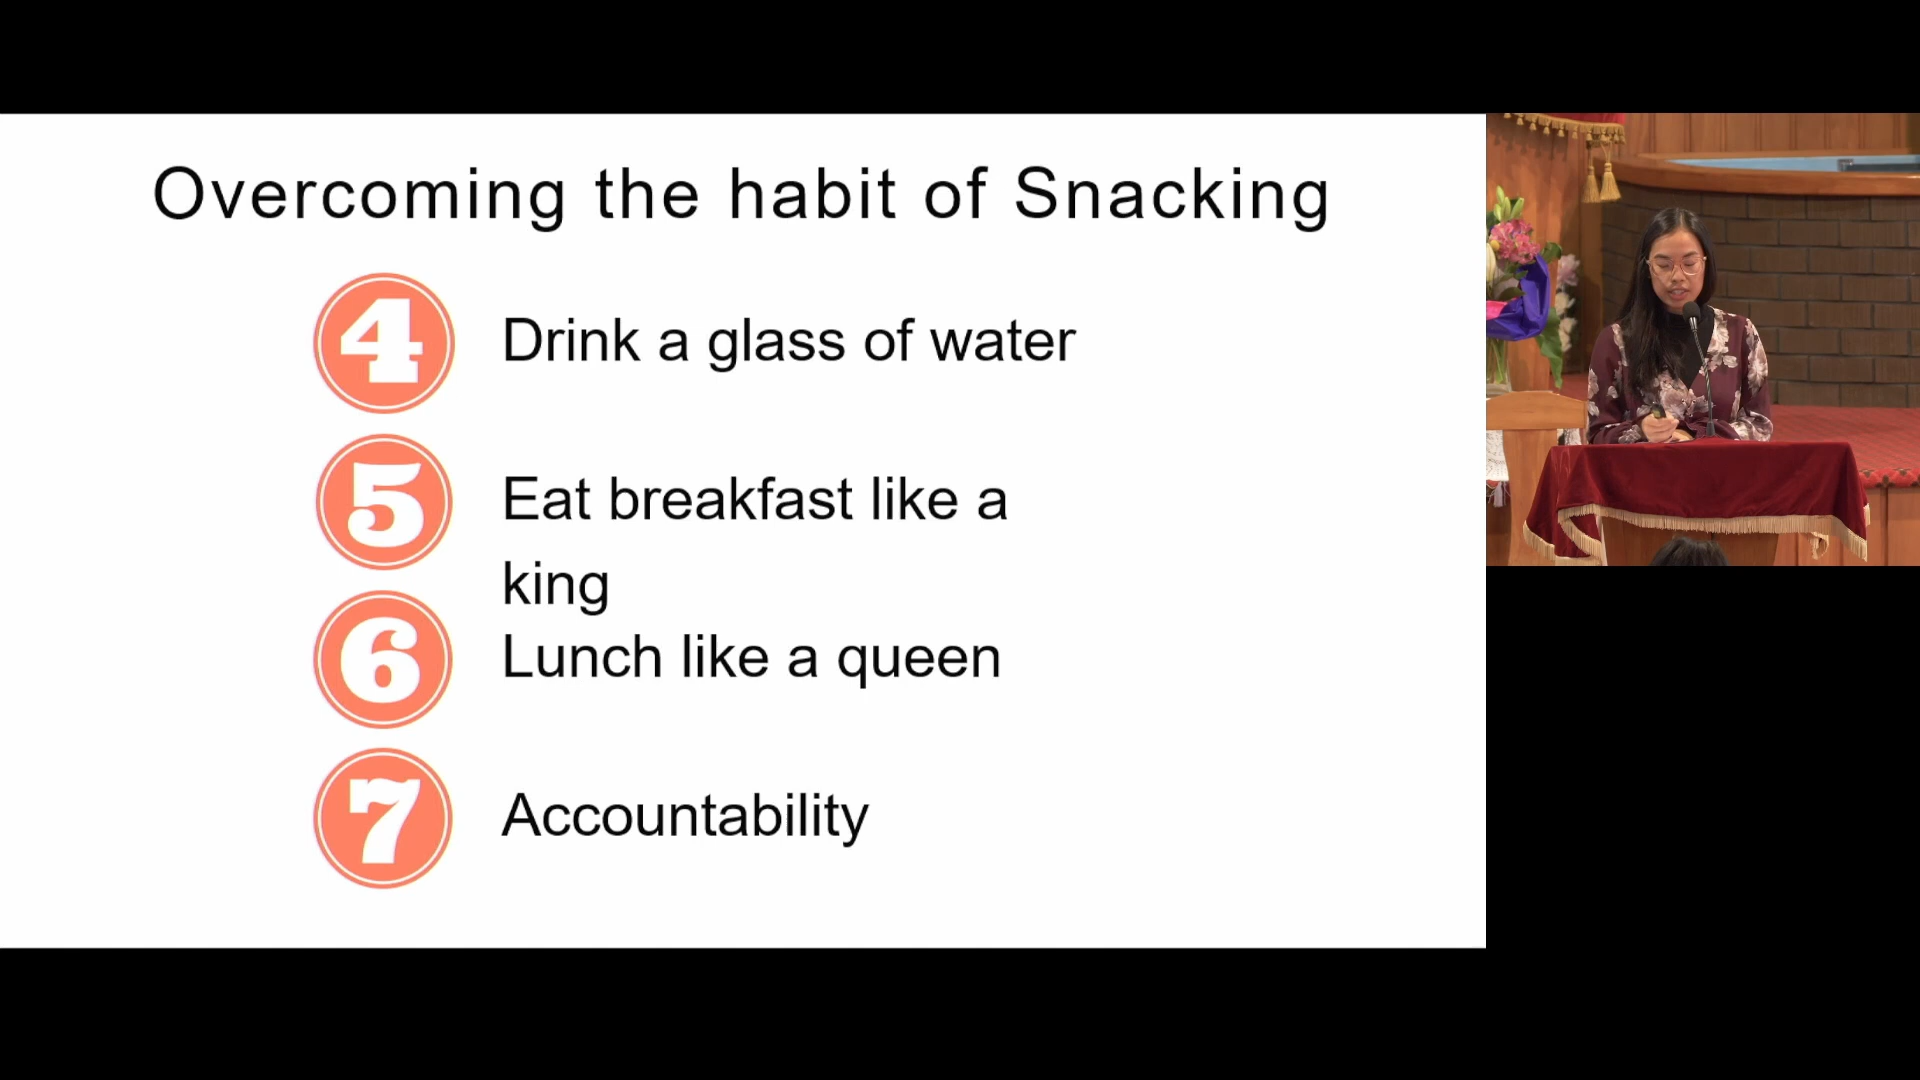 Overcoming the habit of Snacking
4 Drink a glass of water
5 Eat breakfast like a
king
6 Lunch like a queen
7 Accountability